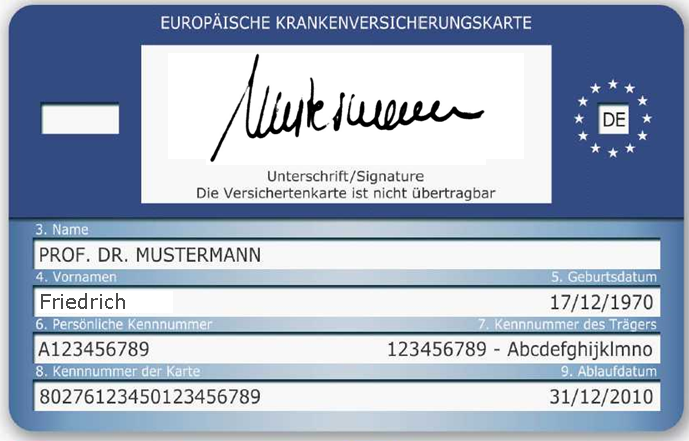 EUROPÄISCHE KRANKENVERSICHERUNGSKARTE
Mustermann
DE
Unterschrift/Signature
Die Versichertenkarte ist nicht übertragbar
3. Name
PROF. DR. MUSTERMANN
4. Vornamen 5. Geburtsdatum
Friedrich 17/12/1970
6. Persönliche Kennnummer 7. Kennnummer des Trägers
A123456789 123456789 - Abcdefghijklmno
8. Kennnummer der Karte 9. Ablaufdatum
80276123450123456789 31/12/2010